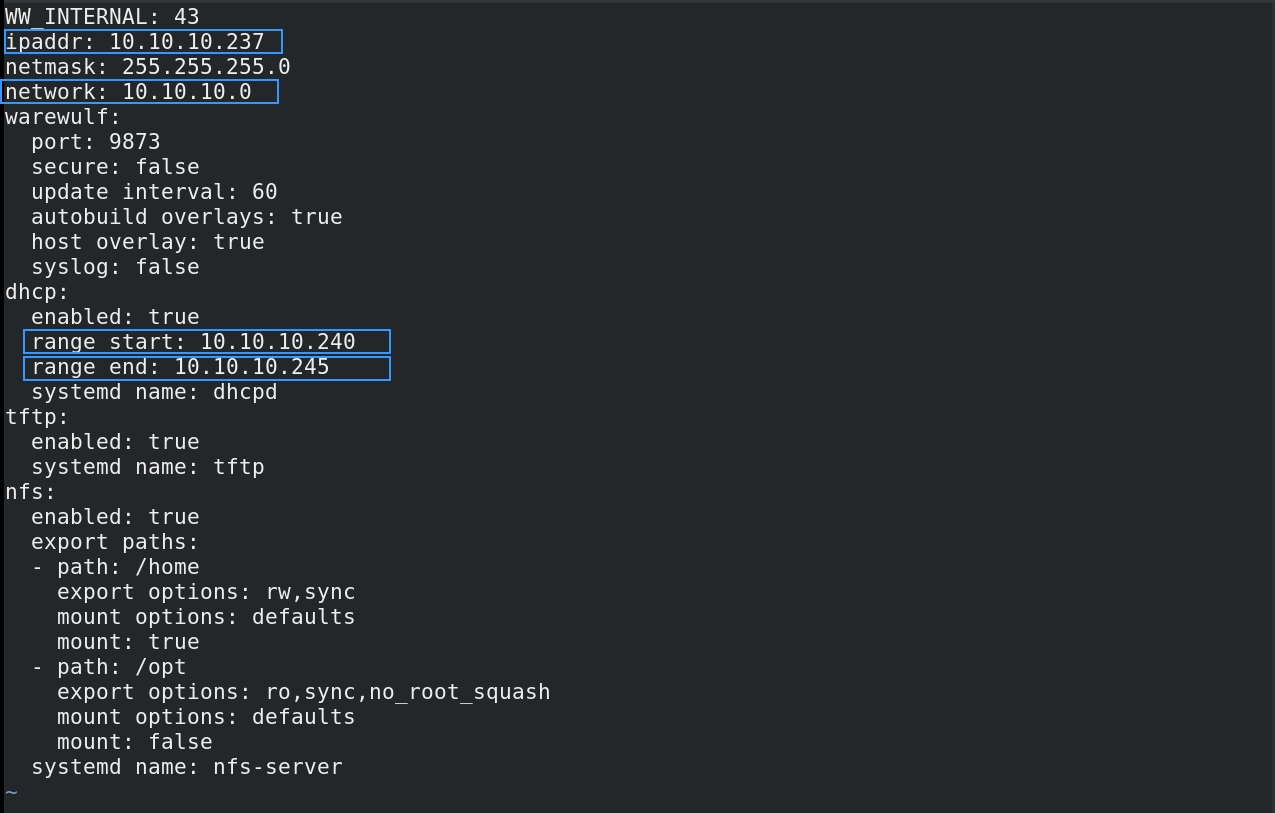 WW_INTERNAL: 43
ipaddr: 10.10.10.237
netmask: 255.255.255.0
network: 10.10.10.0
warewulf:
  port: 9873
  secure: false
  update interval: 60
  autobuild overlays: true
  host overlay: true
  syslog: false
dhcp:
  enabled: true
  range start: 10.10.10.240
  range end: 10.10.10.245
  systemd name: dhcpd
tftp:
  enabled: true
  systemd name: tftp
nfs:
  enabled: true
  export paths:
  - path: /home
    export options: rw,sync
    mount options: defaults
    mount: true
  - path: /opt
    export options: ro,sync,no_root_squash
    mount options: defaults
    mount: false
  systemd name: nfs-server
~